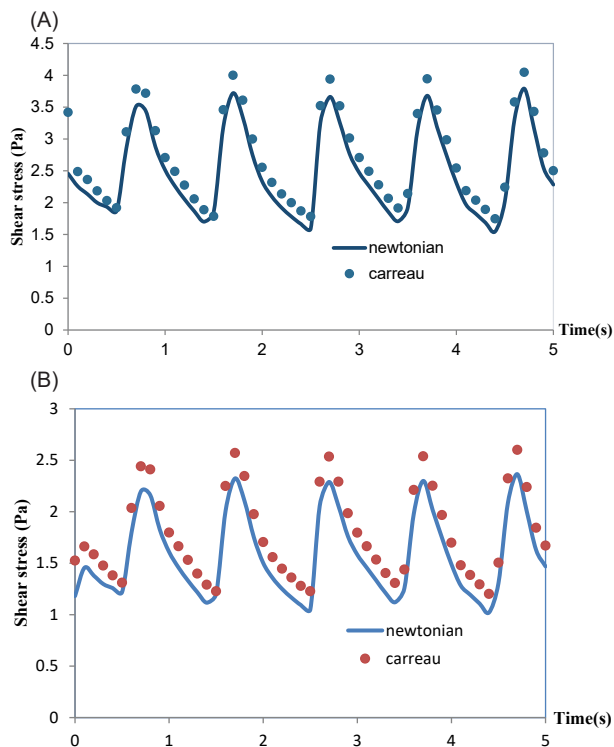 (A)
4.5
4
3.5
3
2.5
2
1.5
1
0.5
0
Shear stress (Pa)
newtonian
carreau
Time(s)
0 1 2 3 4 5
(B)
3
2.5
2
1.5
1
0.5
0
Shear stress (Pa)
newtonian
carreau
Time(s)
0 1 2 3 4 5